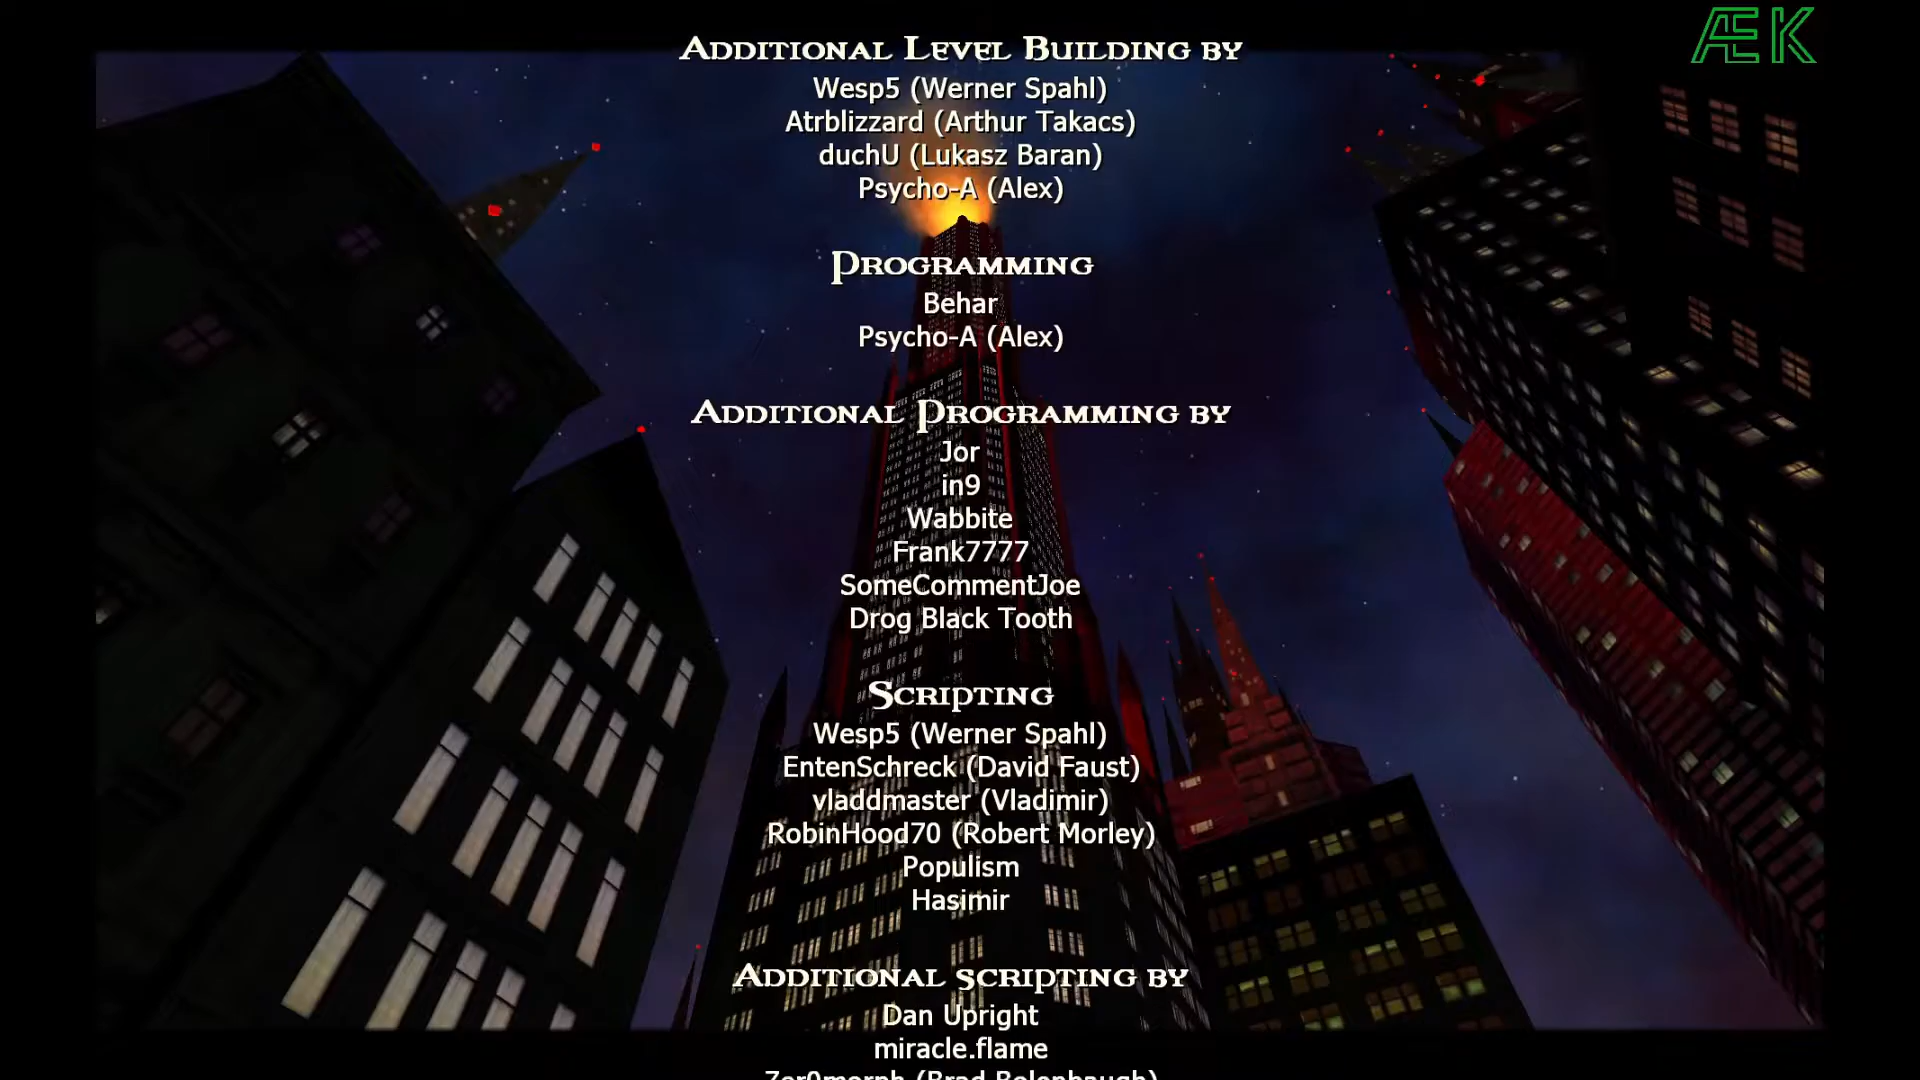 ÆK
Additional Level Building by
Wesp5 (Werner Spahl)
Atrblizzard (Arthur Takacs)
duchU (Lukasz Baran)
Psycho-A (Alex)
Programming
Behar
Psycho-A (Alex)
Additional Programming by
Jor
in9
Wabbite
Frank7777
SomeCommentJoe
Drog Black Tooth
Scripting
Wesp5 (Werner Spahl)
EntenSchreck (David Faust)
vladdmaster (Vladimir)
RobinHood70 (Robert Morley)
Populism
Hasimir
Additional scripting by
Dan Upright
miracle.flame